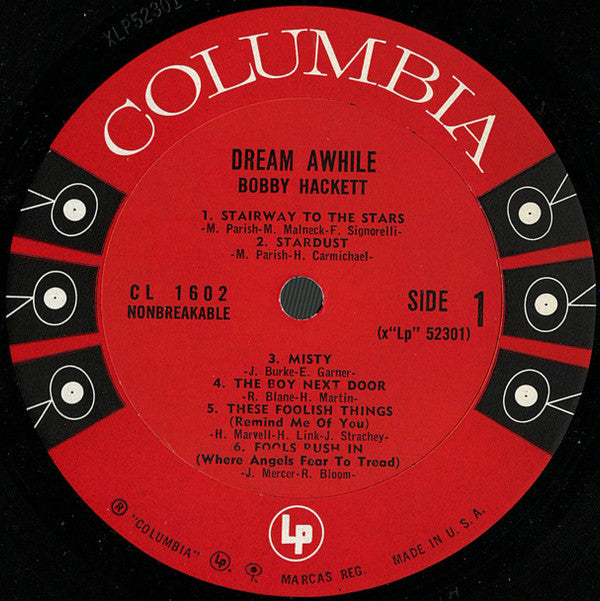 XLP52301
COLUMBIA
DREAM AWHILE
BOBBY HACKETT
1. STAIRWAY TO THE STARS
-M. Parish-M. Malneck-F. Signorelli-
2. STARDUST
-M. Parish-H. Carmichael-
CL 1602
NONBREAKABLE
SIDE 1
(x"Lp" 52301)
3. MISTY
-J. Burke-E. Garner-
4. THE BOY NEXT DOOR
-R. Blane-H. Martin-
5. THESE FOOLISH THINGS
(Remind Me Of You)
-H. Marvell-H. Link-J. Strachey-
6. FOOLS RUSH IN
(Where Angels Fear To Tread)
-J. Mercer-R. Bloom-
Lp
® "COLUMBIA" Lp ® MARCAS REG. MADE IN U. S. A.